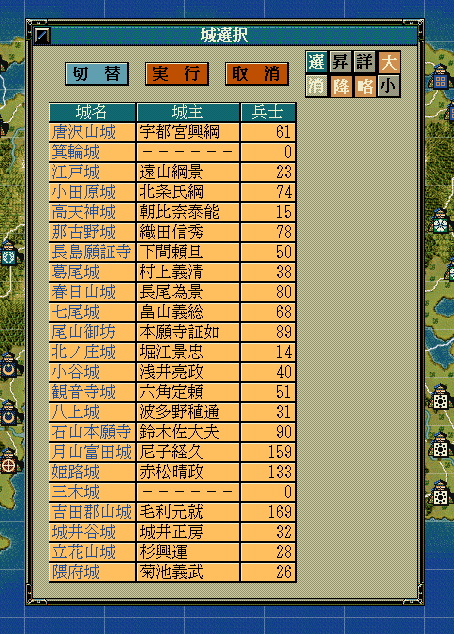 城選択
切替 実行 取消
選 昇 詳 大
消 降 略 小
城名 城主 兵士
唐沢山城 宇都宮興綱 61
箕輪城 －－－－－－ 0
江戸城 遠山綱景 23
小田原城 北条氏綱 74
高天神城 朝比奈泰能 15
那古野城 織田信秀 78
長島願証寺 下間頼旦 50
葛尾城 村上義清 38
春日山城 長尾為景 80
七尾城 畠山義総 68
尾山御坊 本願寺証如 89
北ノ庄城 堀江景忠 14
小谷城 浅井亮政 40
観音寺城 六角定頼 51
八上城 波多野稙通 31
石山本願寺 鈴木佐大夫 90
月山富田城 尼子経久 159
姫路城 赤松晴政 133
三木城 －－－－－－ 0
吉田郡山城 毛利元就 169
城井谷城 城井正房 32
立花山城 杉興運 28
隈府城 菊池義武 26